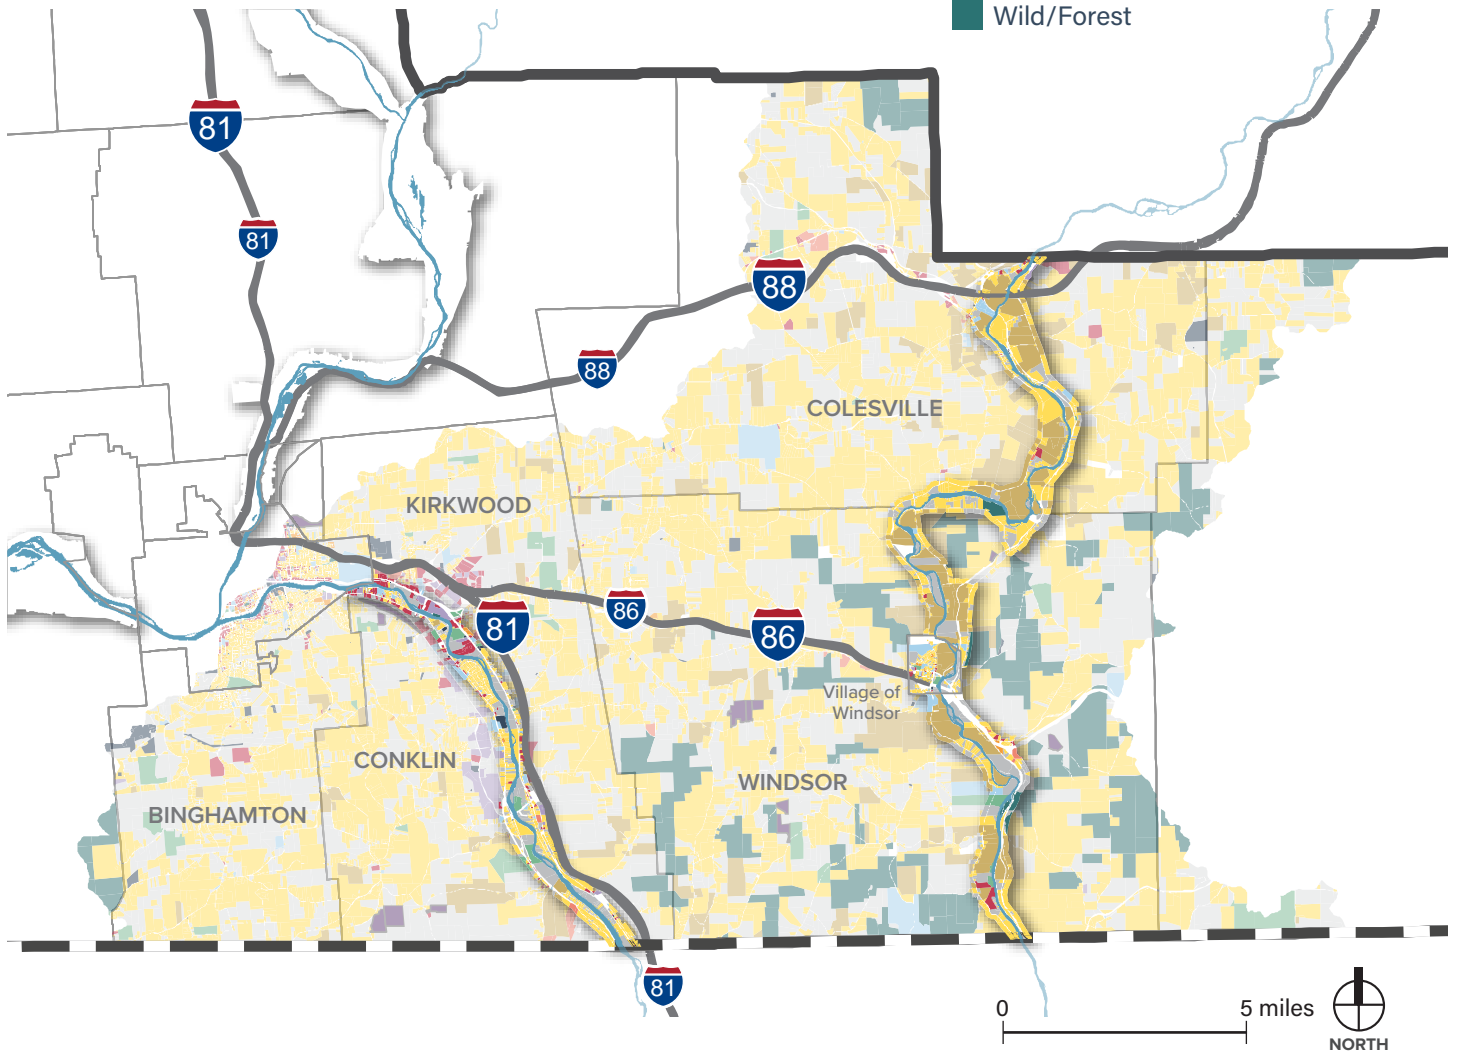 Wild/Forest
81
81
88
88
COLESVILLE
KIRKWOOD
81
86
86
Village of
Windsor
CONKLIN
WINDSOR
BINGHAMTON
81
0
5 miles
NORTH